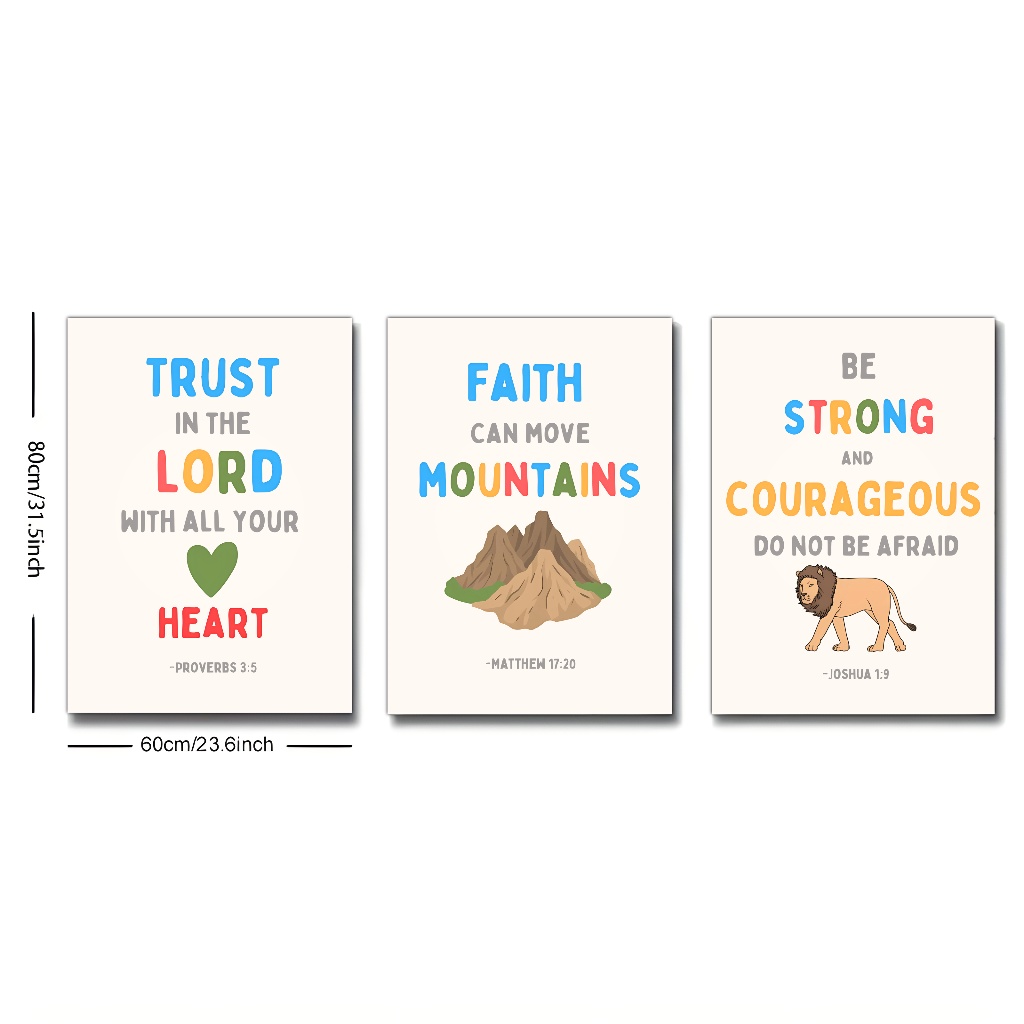 TRUST
IN THE
LORD
WITH ALL YOUR
HEART
-PROVERBS 3:5
FAITH
CAN MOVE
MOUNTAINS
-MATTHEW 17:20
BE
STRONG
AND
COURAGEOUS
DO NOT BE AFRAID
-JOSHUA 1:9
80cm/31.5inch
60cm/23.6inch